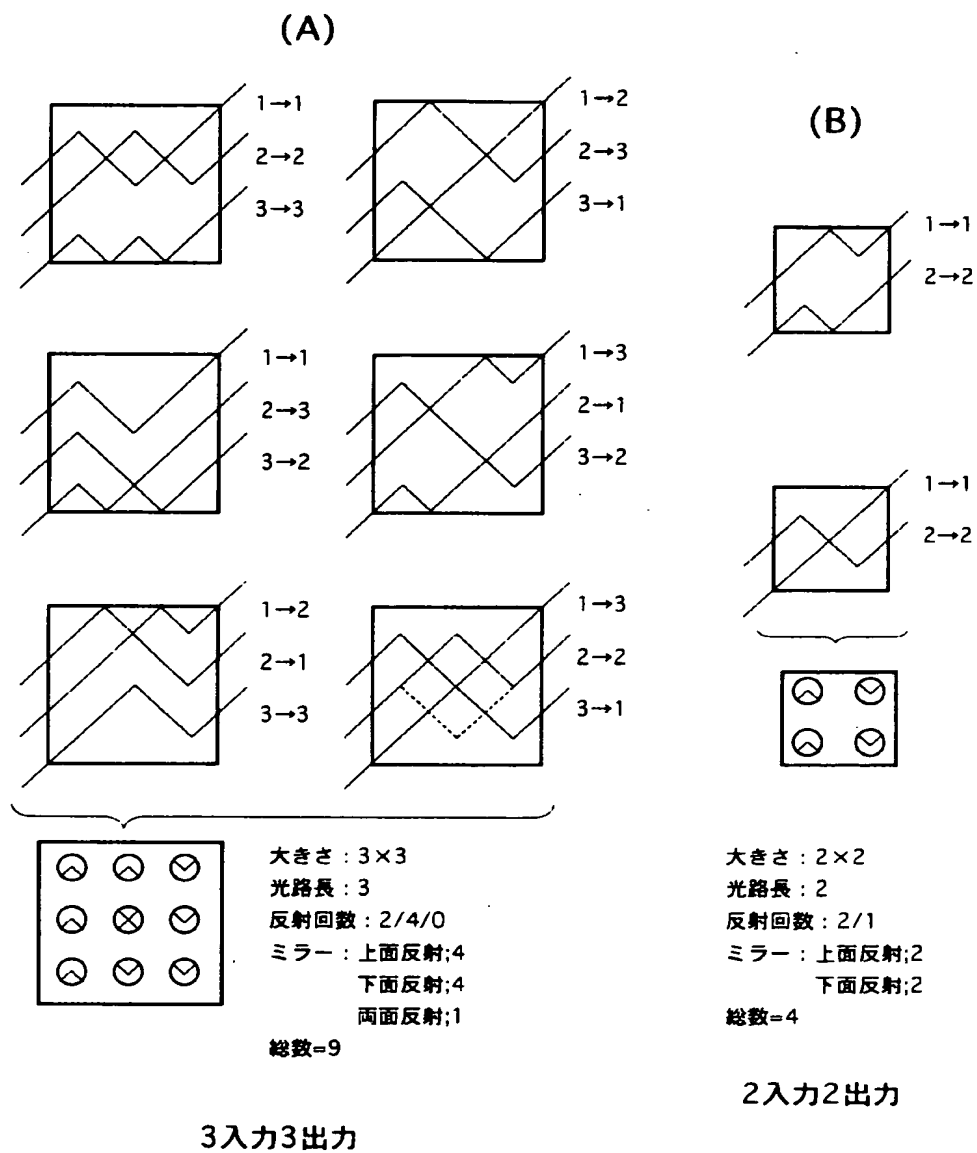 (A)
1→1
2→2
3→3
1→2
2→3
3→1
1→1
2→3
3→2
1→3
2→1
3→2
1→2
2→1
3→3
1→3
2→2
3→1
大きさ：3×3
光路長：3
反射回数：2/4/0
ミラー：上面反射;4
下面反射;4
両面反射;1
総数=9
3入力3出力
(B)
1→1
2→2
1→1
2→2
大きさ：2×2
光路長：2
反射回数：2/1
ミラー：上面反射;2
下面反射;2
総数=4
2入力2出力